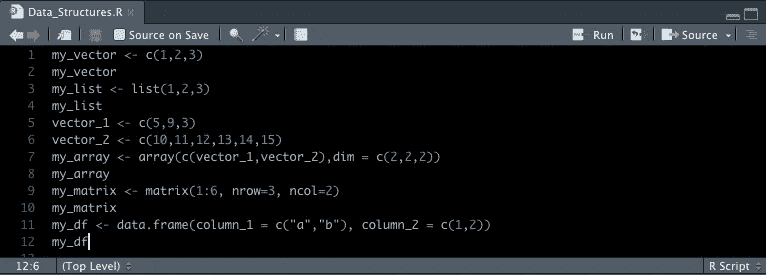 Data_Structures.R
Source on Save
Run
Source
1 my_vector <- c(1,2,3)
2 my_vector
3 my_list <- list(1,2,3)
4 my_list
5 vector_1 <- c(5,9,3)
6 vector_2 <- c(10,11,12,13,14,15)
7 my_array <- array(c(vector_1,vector_2),dim = c(2,2,2))
8 my_array
9 my_matrix <- matrix(1:6, nrow=3, ncol=2)
10 my_matrix
11 my_df <- data.frame(column_1 = c("a","b"), column_2 = c(1,2))
12 my_df
12:6 (Top Level) R Script